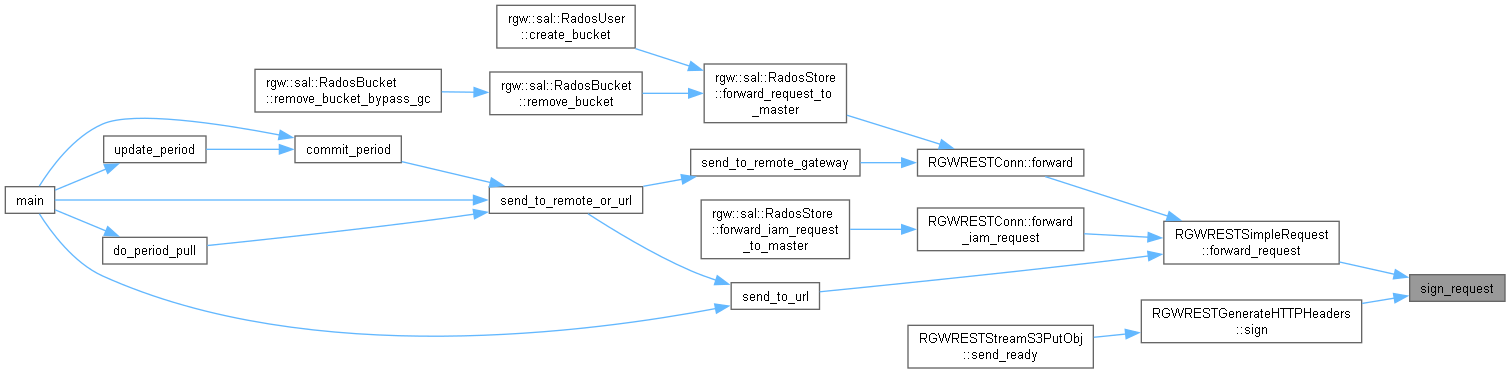 rgw::sal::RadosUser
::create_bucket
rgw::sal::RadosBucket
::remove_bucket_bypass_gc
rgw::sal::RadosBucket
::remove_bucket
rgw::sal::RadosStore
::forward_request_to
_master
update_period
commit_period
send_to_remote_gateway
RGWRESTConn::forward
main
send_to_remote_or_url
rgw::sal::RadosStore
::forward_iam_request
_to_master
RGWRESTConn::forward
_iam_request
RGWRESTSimpleRequest
::forward_request
do_period_pull
send_to_url
sign_request
RGWRESTGenerateHTTPHeaders
::sign
RGWRESTStreamS3PutObj
::send_ready